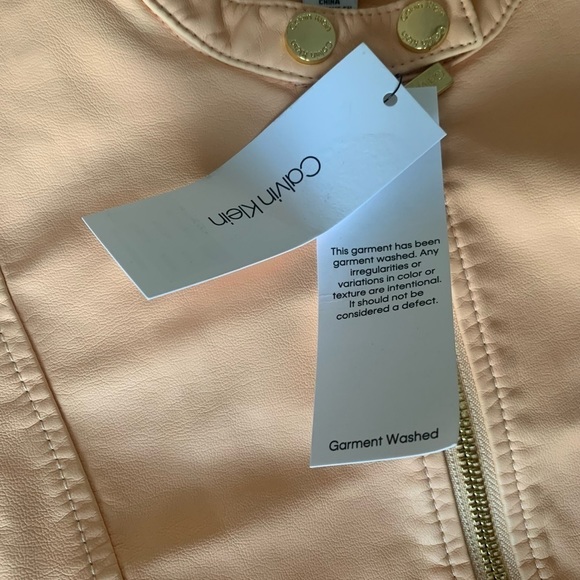 CHINA
Calvin Klein
This garment has been
garment washed. Any
irregularities or
variations in color or
texture are intentional.
It should not be
considered a defect.
Garment Washed